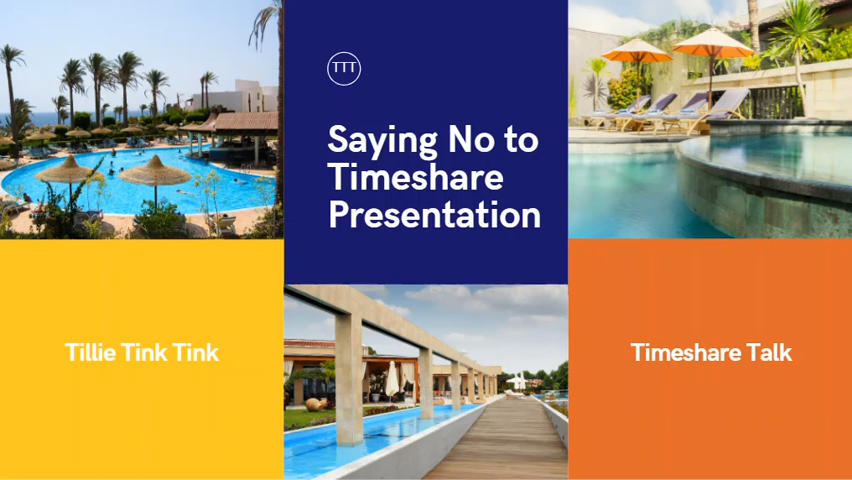 TTT
Saying No to
Timeshare
Presentation
Tillie Tink Tink
Timeshare Talk